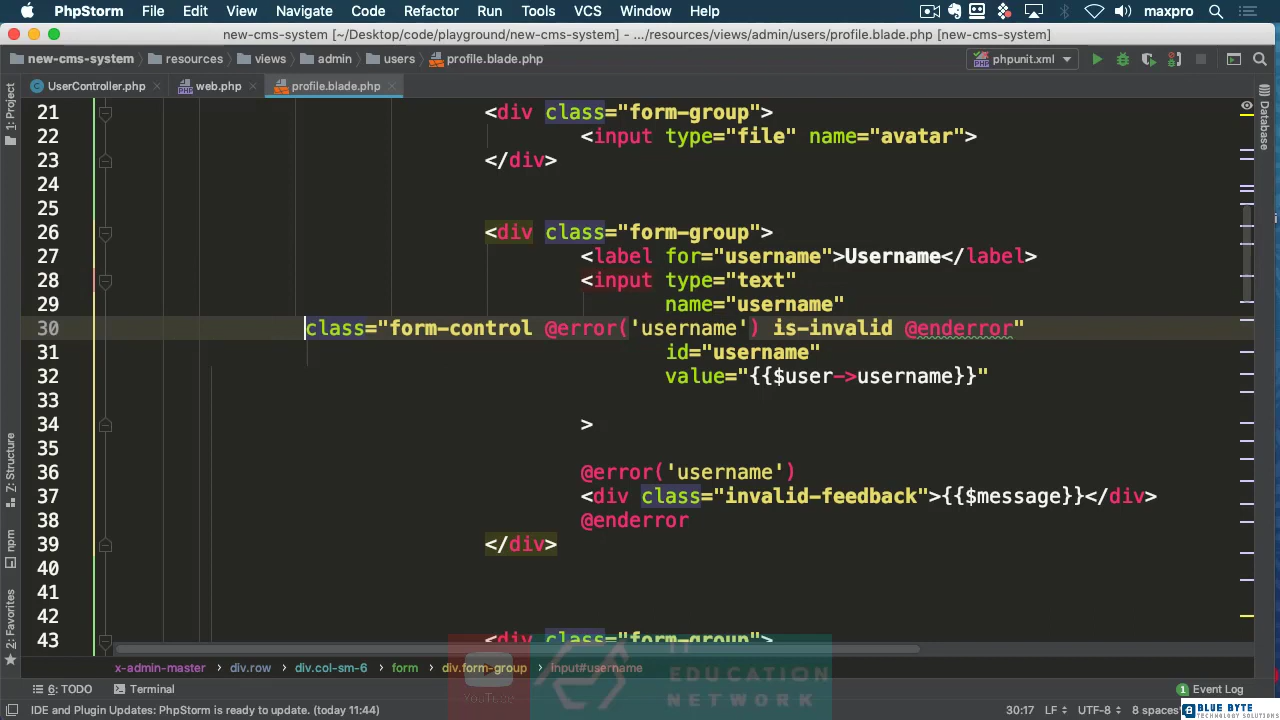 PhpStorm File Edit View Navigate Code Refactor Run Tools VCS Window Help maxpro
new-cms-system [~/Desktop/code/playground/new-cms-system] - .../resources/views/admin/users/profile.blade.php [new-cms-system]
new-cms-system resources views admin users profile.blade.php phpunit.xml
UserController.php web.php profile.blade.php
1: Project
Database
21 <div class="form-group">
22 <input type="file" name="avatar">
23 </div>
24
25
26 <div class="form-group">
27 <label for="username">Username</label>
28 <input type="text"
29 name="username"
30 class="form-control @error('username') is-invalid @enderror"
31 id="username"
32 value="{{$user->username}}"
33
34 >
35
36 @error('username')
37 <div class="invalid-feedback">{{$message}}</div>
38 @enderror
39 </div>
40
41
42
43 <div class="form-group">
Z: Structure
npm
2: Favorites
x-admin-master div.row div.col-sm-6 form div.form-group input#username
YouTube
IT
EDUCATION
NETWORK
6: TODO Terminal 1 Event Log
IDE and Plugin Updates: PhpStorm is ready to update. (today 11:44) 30:17 LF UTF-8 8 spaces
BLUE BYTE
TECHNOLOGY SOLUTIONS